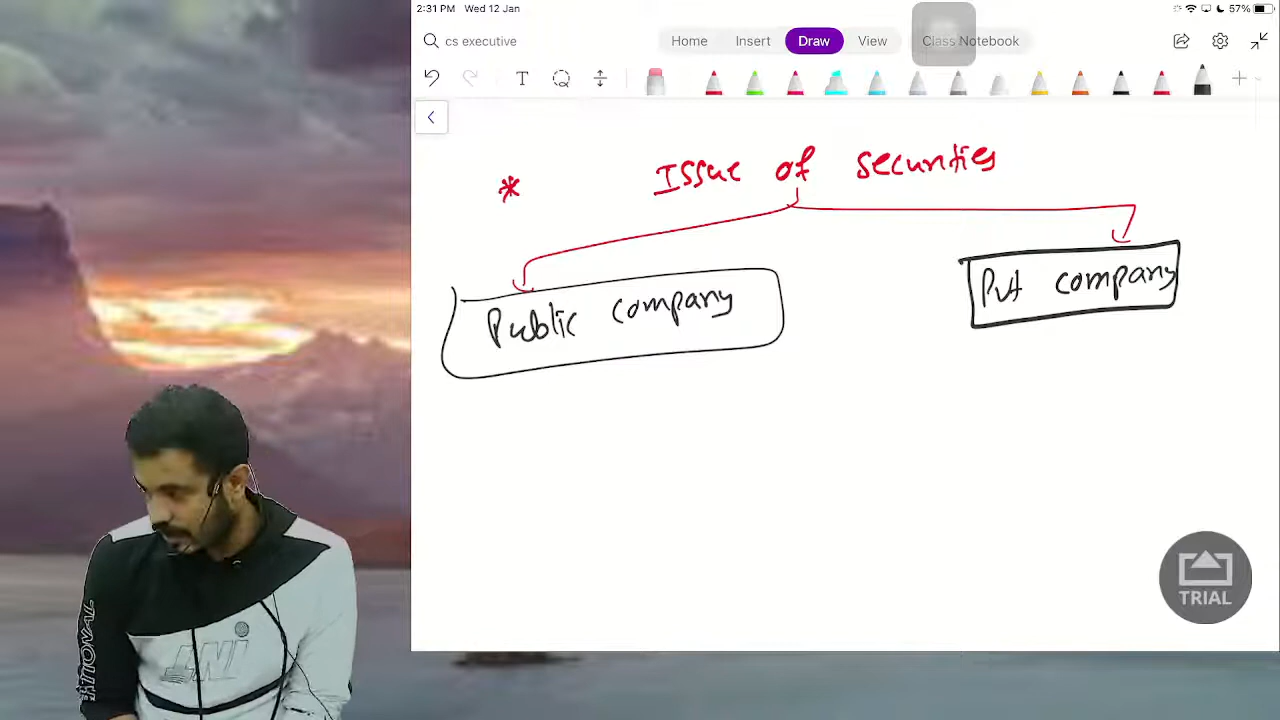 2:31 PM Wed 12 Jan
57%
cs executive
Home Insert Draw View Class Notebook
T
* Issue of securities
Public company
Pvt company
TRIAL
ANI